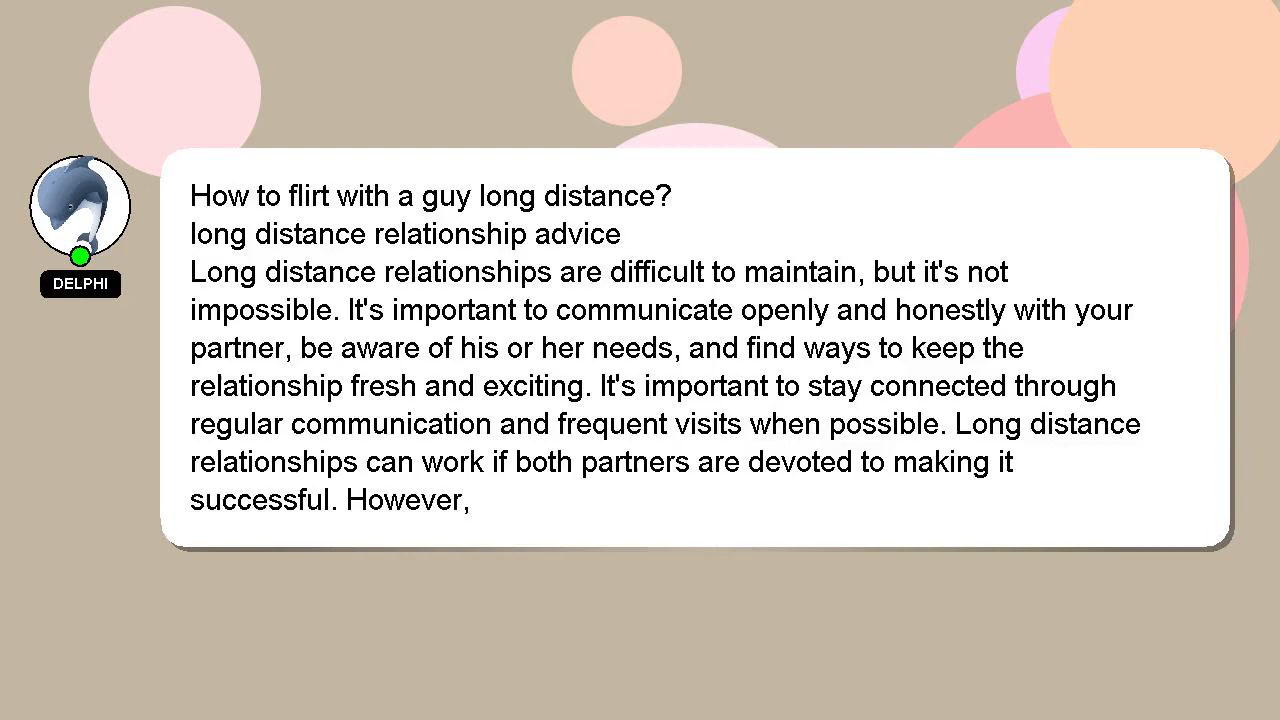 How to flirt with a guy long distance?
long distance relationship advice
Long distance relationships are difficult to maintain, but it's not
impossible. It's important to communicate openly and honestly with your
partner, be aware of his or her needs, and find ways to keep the
relationship fresh and exciting. It's important to stay connected through
regular communication and frequent visits when possible. Long distance
relationships can work if both partners are devoted to making it
successful. However,
DELPHI